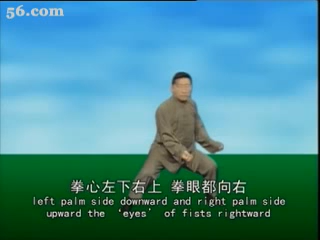 56.com
拳心左下右上 拳眼都向右
left palm side downward and right palm side
upward the ‘eyes’ of fists rightward